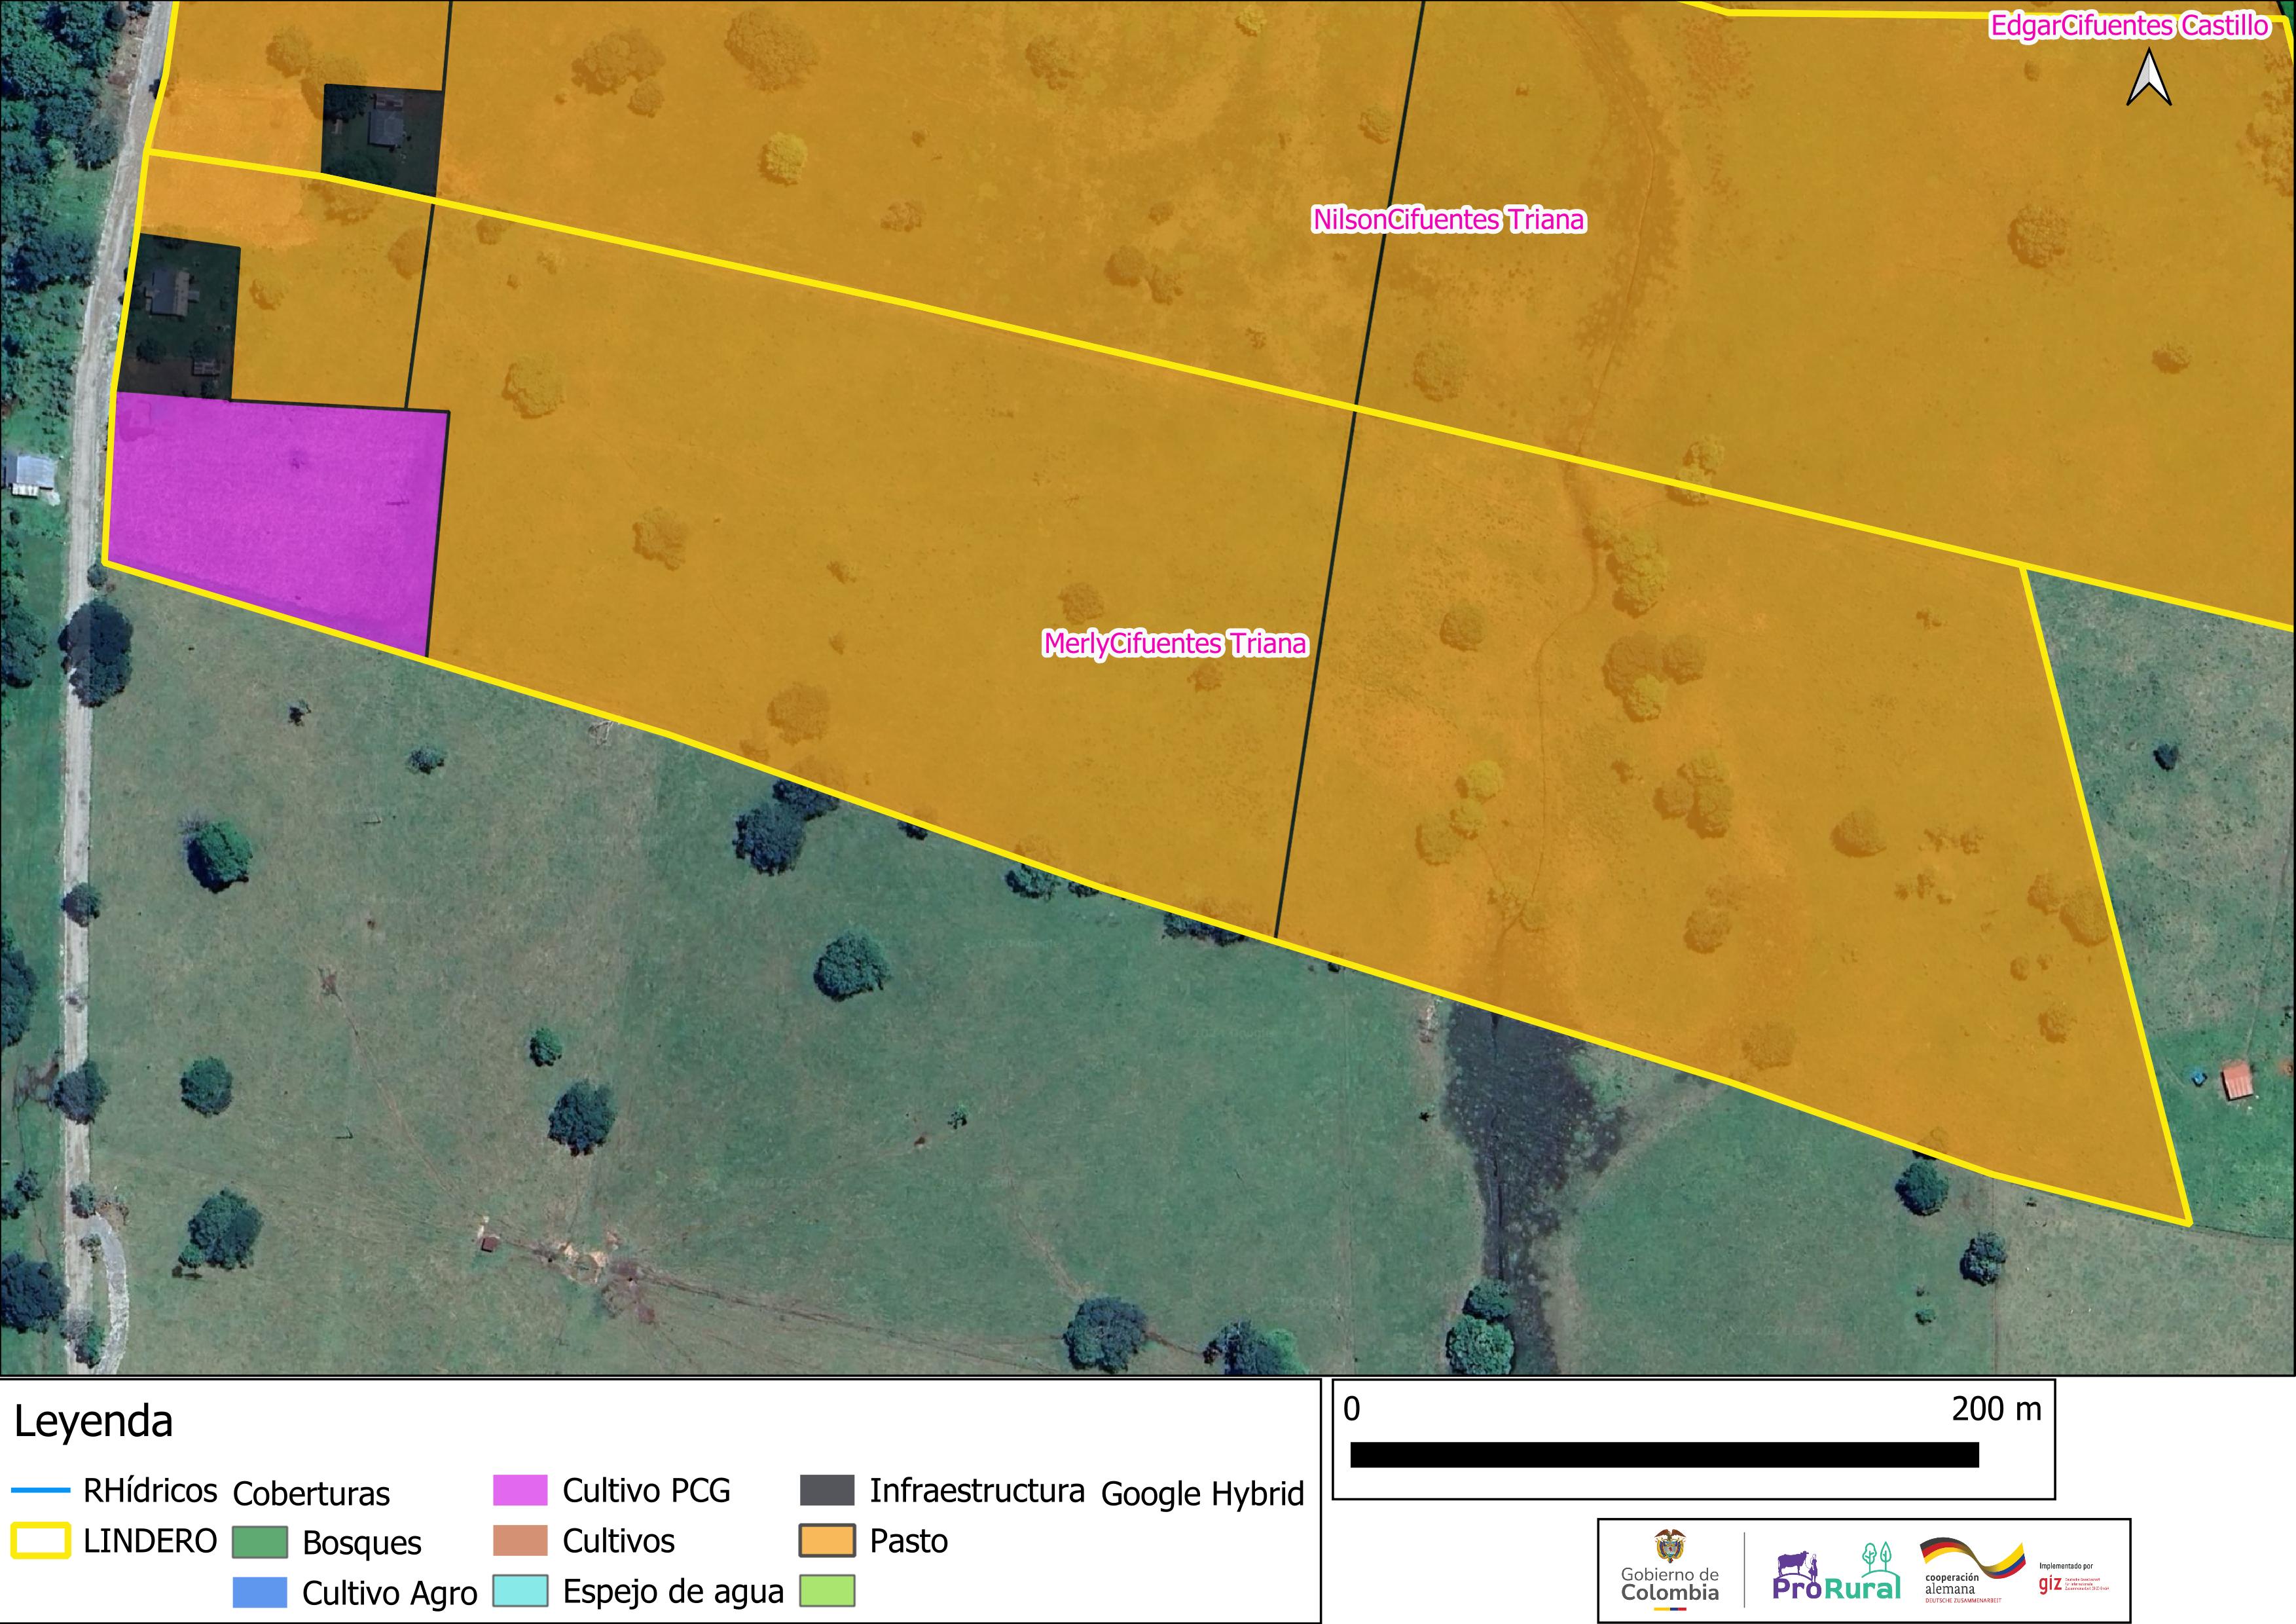 EdgarCifuentes Castillo
NilsonCifuentes Triana
MerlyCifuentes Triana
Leyenda
RHídricos
LINDERO
Coberturas
Bosques
Cultivo Agro
Cultivo PCG
Cultivos
Espejo de agua
Infraestructura
Pasto
Google Hybrid
0 200 m
Gobierno de
Colombia
ProRural
cooperación
alemana
DEUTSCHE ZUSAMMENARBEIT
Implementado por
giz